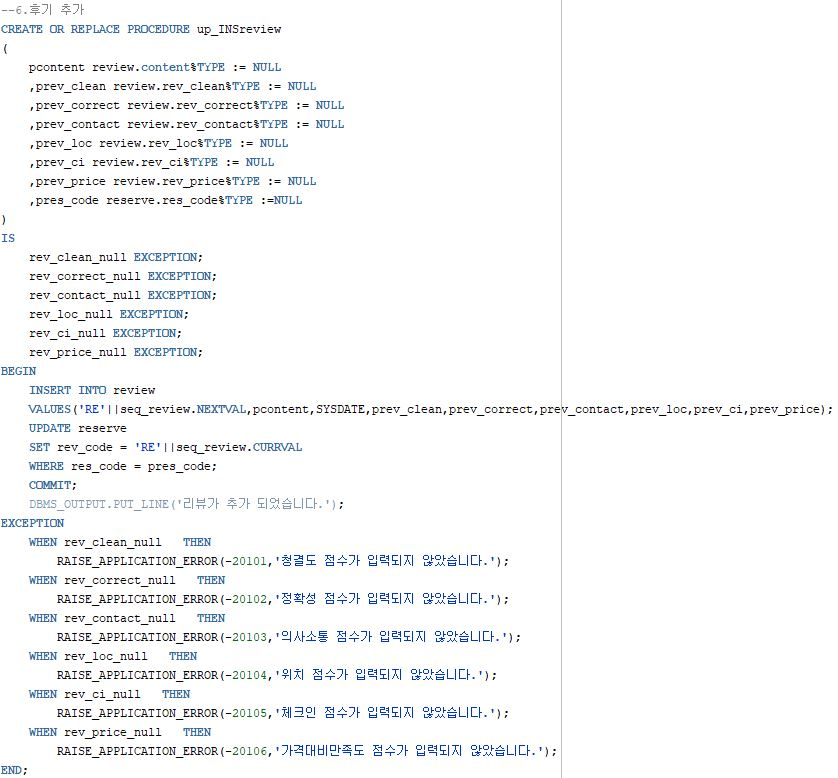 --6.후기 추가
CREATE OR REPLACE PROCEDURE up_INSreview
(
    pcontent review.content%TYPE := NULL
    ,prev_clean review.rev_clean%TYPE := NULL
    ,prev_correct review.rev_correct%TYPE := NULL
    ,prev_contact review.rev_contact%TYPE := NULL
    ,prev_loc review.rev_loc%TYPE := NULL
    ,prev_ci review.rev_ci%TYPE := NULL
    ,prev_price review.rev_price%TYPE := NULL
    ,pres_code reserve.res_code%TYPE :=NULL
)
IS
    rev_clean_null EXCEPTION;
    rev_correct_null EXCEPTION;
    rev_contact_null EXCEPTION;
    rev_loc_null EXCEPTION;
    rev_ci_null EXCEPTION;
    rev_price_null EXCEPTION;
BEGIN
    INSERT INTO review
    VALUES('RE'||seq_review.NEXTVAL,pcontent,SYSDATE,prev_clean,prev_correct,prev_contact,prev_loc,prev_ci,prev_price);
    UPDATE reserve
    SET rev_code = 'RE'||seq_review.CURRVAL
    WHERE res_code = pres_code;
    COMMIT;
    DBMS_OUTPUT.PUT_LINE('리뷰가 추가 되었습니다.');
EXCEPTION
    WHEN rev_clean_null   THEN
        RAISE_APPLICATION_ERROR(-20101,'청결도 점수가 입력되지 않았습니다.');
    WHEN rev_correct_null   THEN
        RAISE_APPLICATION_ERROR(-20102,'정확성 점수가 입력되지 않았습니다.');
    WHEN rev_contact_null   THEN
        RAISE_APPLICATION_ERROR(-20103,'의사소통 점수가 입력되지 않았습니다.');
    WHEN rev_loc_null   THEN
        RAISE_APPLICATION_ERROR(-20104,'위치 점수가 입력되지 않았습니다.');
    WHEN rev_ci_null   THEN
        RAISE_APPLICATION_ERROR(-20105,'체크인 점수가 입력되지 않았습니다.');
    WHEN rev_price_null   THEN
        RAISE_APPLICATION_ERROR(-20106,'가격대비만족도 점수가 입력되지 않았습니다.');
END;